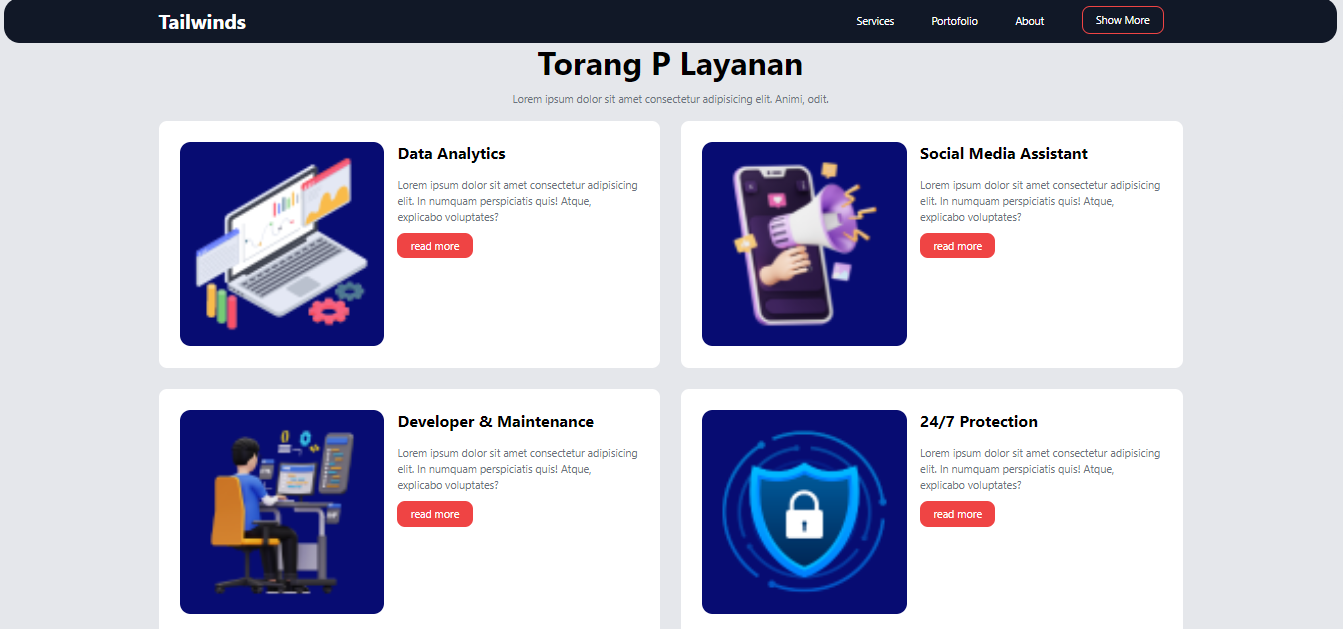 Tailwinds
Services
Portofolio
About
Show More
Torang P Layanan
Lorem ipsum dolor sit amet consectetur adipisicing elit. Animi, odit.
Data Analytics
Lorem ipsum dolor sit amet consectetur adipisicing
elit. In numquam perspiciatis quis! Atque,
explicabo voluptates?
read more
Social Media Assistant
Lorem ipsum dolor sit amet consectetur adipisicing
elit. In numquam perspiciatis quis! Atque,
explicabo voluptates?
read more
Developer & Maintenance
Lorem ipsum dolor sit amet consectetur adipisicing
elit. In numquam perspiciatis quis! Atque,
explicabo voluptates?
read more
24/7 Protection
Lorem ipsum dolor sit amet consectetur adipisicing
elit. In numquam perspiciatis quis! Atque,
explicabo voluptates?
read more